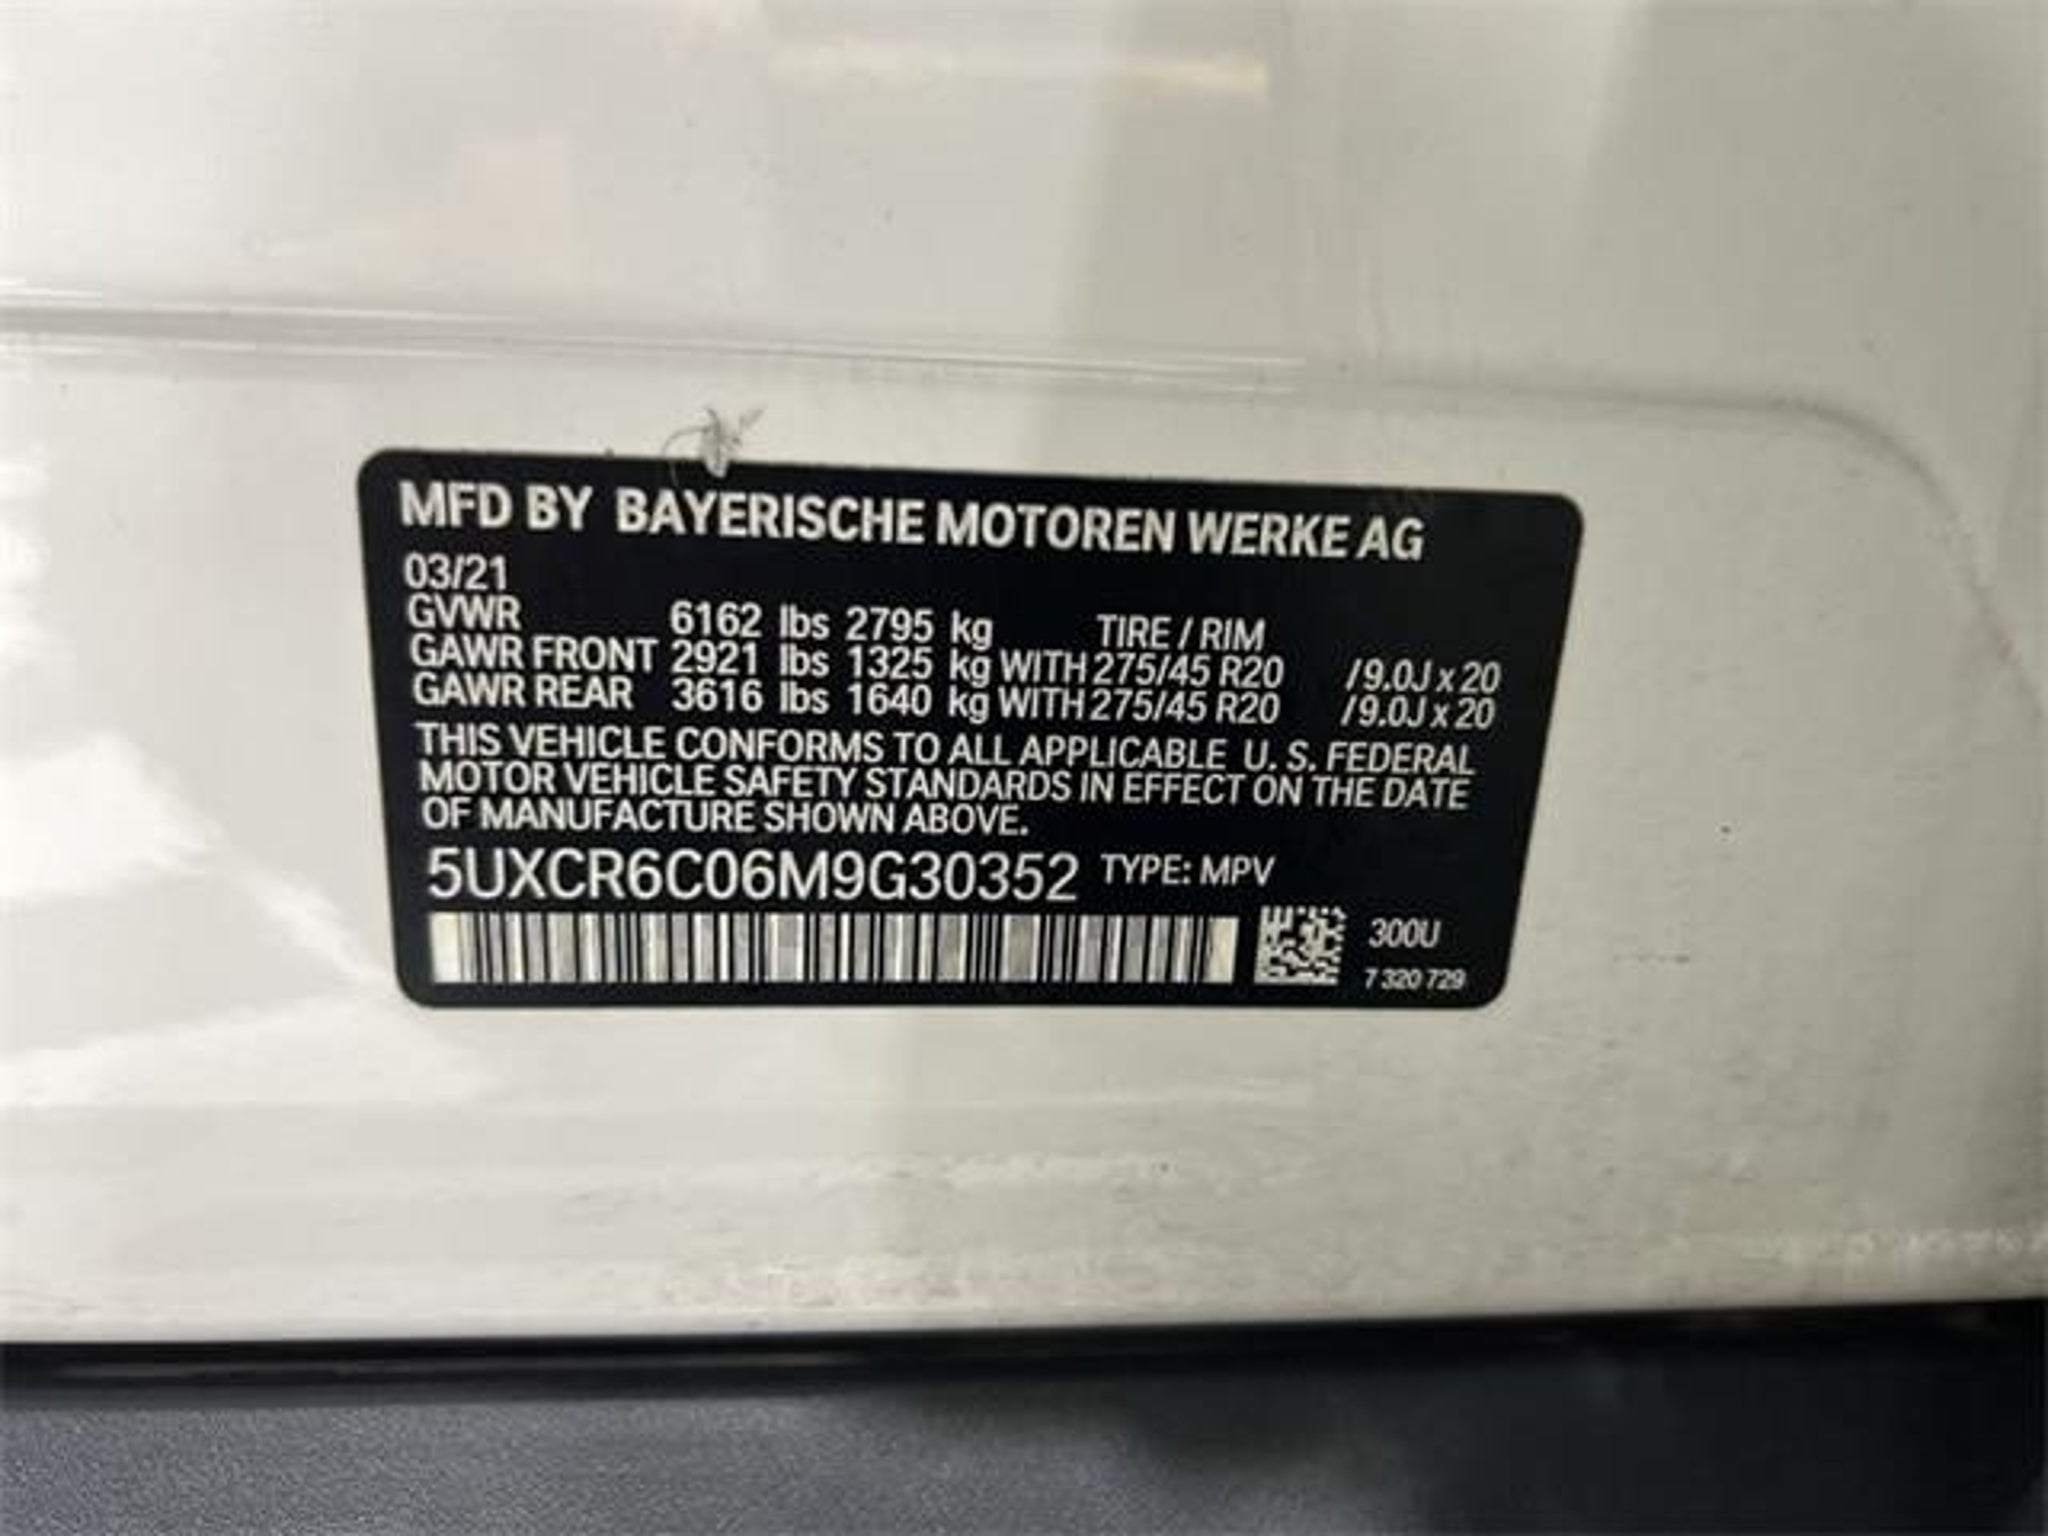 MFD BY BAYERISCHE MOTOREN WERKE AG
03/21
GVWR 6162 lbs 2795 kg TIRE / RIM
GAWR FRONT 2921 lbs 1325 kg WITH 275/45 R20 /9.0J x 20
GAWR REAR 3616 lbs 1640 kg WITH 275/45 R20 /9.0J x 20
THIS VEHICLE CONFORMS TO ALL APPLICABLE U. S. FEDERAL
MOTOR VEHICLE SAFETY STANDARDS IN EFFECT ON THE DATE
OF MANUFACTURE SHOWN ABOVE.
5UXCR6C06M9G30352 TYPE: MPV
300U
7 320 729